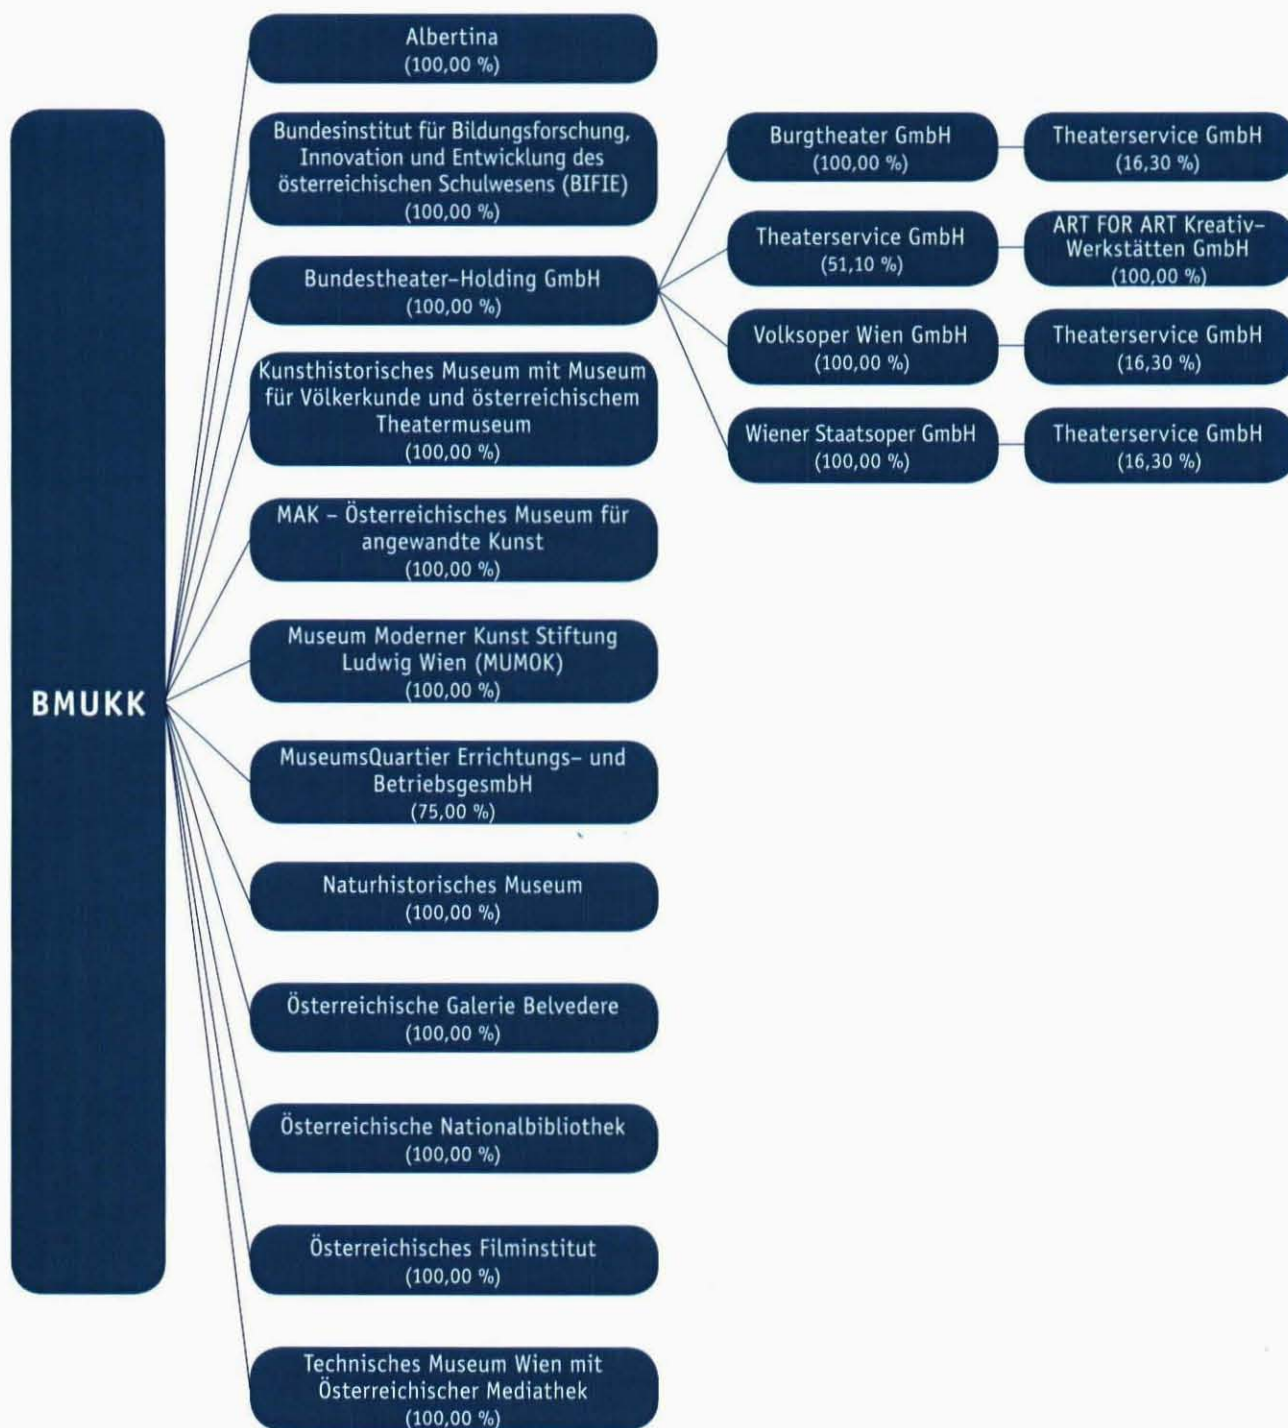 BMUKK
Albertina
(100,00 %)
Bundesinstitut für Bildungsforschung,
Innovation und Entwicklung des
österreichischen Schulwesens (BIFIE)
(100,00 %)
Bundestheater–Holding GmbH
(100,00 %)
Burgtheater GmbH
(100,00 %)
Theaterservice GmbH
(16,30 %)
Theaterservice GmbH
(51,10 %)
ART FOR ART Kreativ–
Werkstätten GmbH
(100,00 %)
Volksoper Wien GmbH
(100,00 %)
Theaterservice GmbH
(16,30 %)
Wiener Staatsoper GmbH
(100,00 %)
Theaterservice GmbH
(16,30 %)
Kunsthistorisches Museum mit Museum
für Völkerkunde und österreichischem
Theatermuseum
(100,00 %)
MAK – Österreichisches Museum für
angewandte Kunst
(100,00 %)
Museum Moderner Kunst Stiftung
Ludwig Wien (MUMOK)
(100,00 %)
MuseumsQuartier Errichtungs– und
BetriebsgesmbH
(75,00 %)
Naturhistorisches Museum
(100,00 %)
Österreichische Galerie Belvedere
(100,00 %)
Österreichische Nationalbibliothek
(100,00 %)
Österreichisches Filminstitut
(100,00 %)
Technisches Museum Wien mit
Österreichischer Mediathek
(100,00 %)